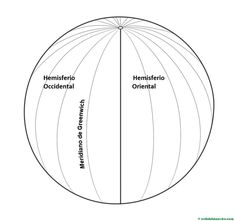 Hemisferio
Occidental
Hemisferio
Oriental
Meridiano de Greenwich